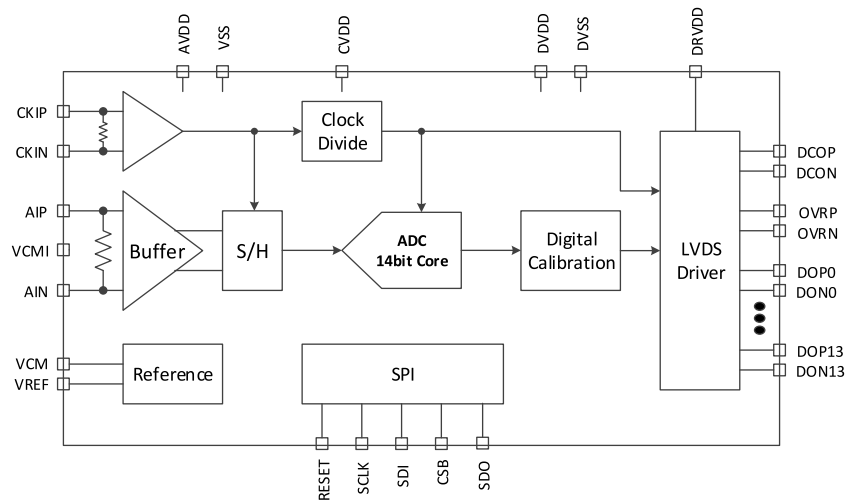 AVDD
VSS
CVDD
DVDD
DVSS
DRVDD
CKIP
CKIN
Clock
Divide
DCOP
DCON
AIP
VCMI
AIN
Buffer
S/H
ADC
14bit Core
Digital
Calibration
LVDS
Driver
OVRP
OVRN
DOP0
DON0
DOP13
DON13
VCM
VREF
Reference
SPI
RESET
SCLK
SDI
CSB
SDO